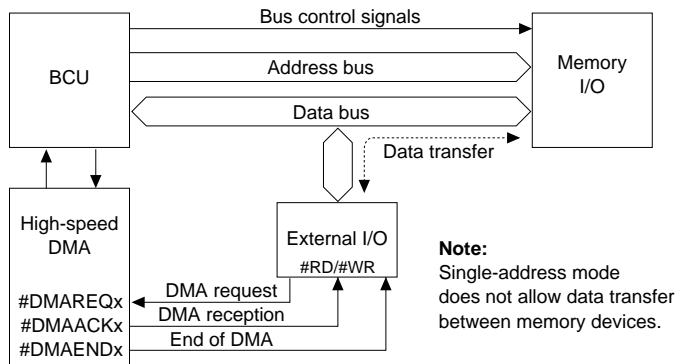 Bus control signals
BCU
Address bus
Memory
I/O
Data bus
Data transfer
High-speed
DMA
External I/O
#RD/#WR
Note:
Single-address mode
does not allow data transfer
between memory devices.
#DMAREQx
DMA request
#DMAACKx
DMA reception
#DMAENDx
End of DMA